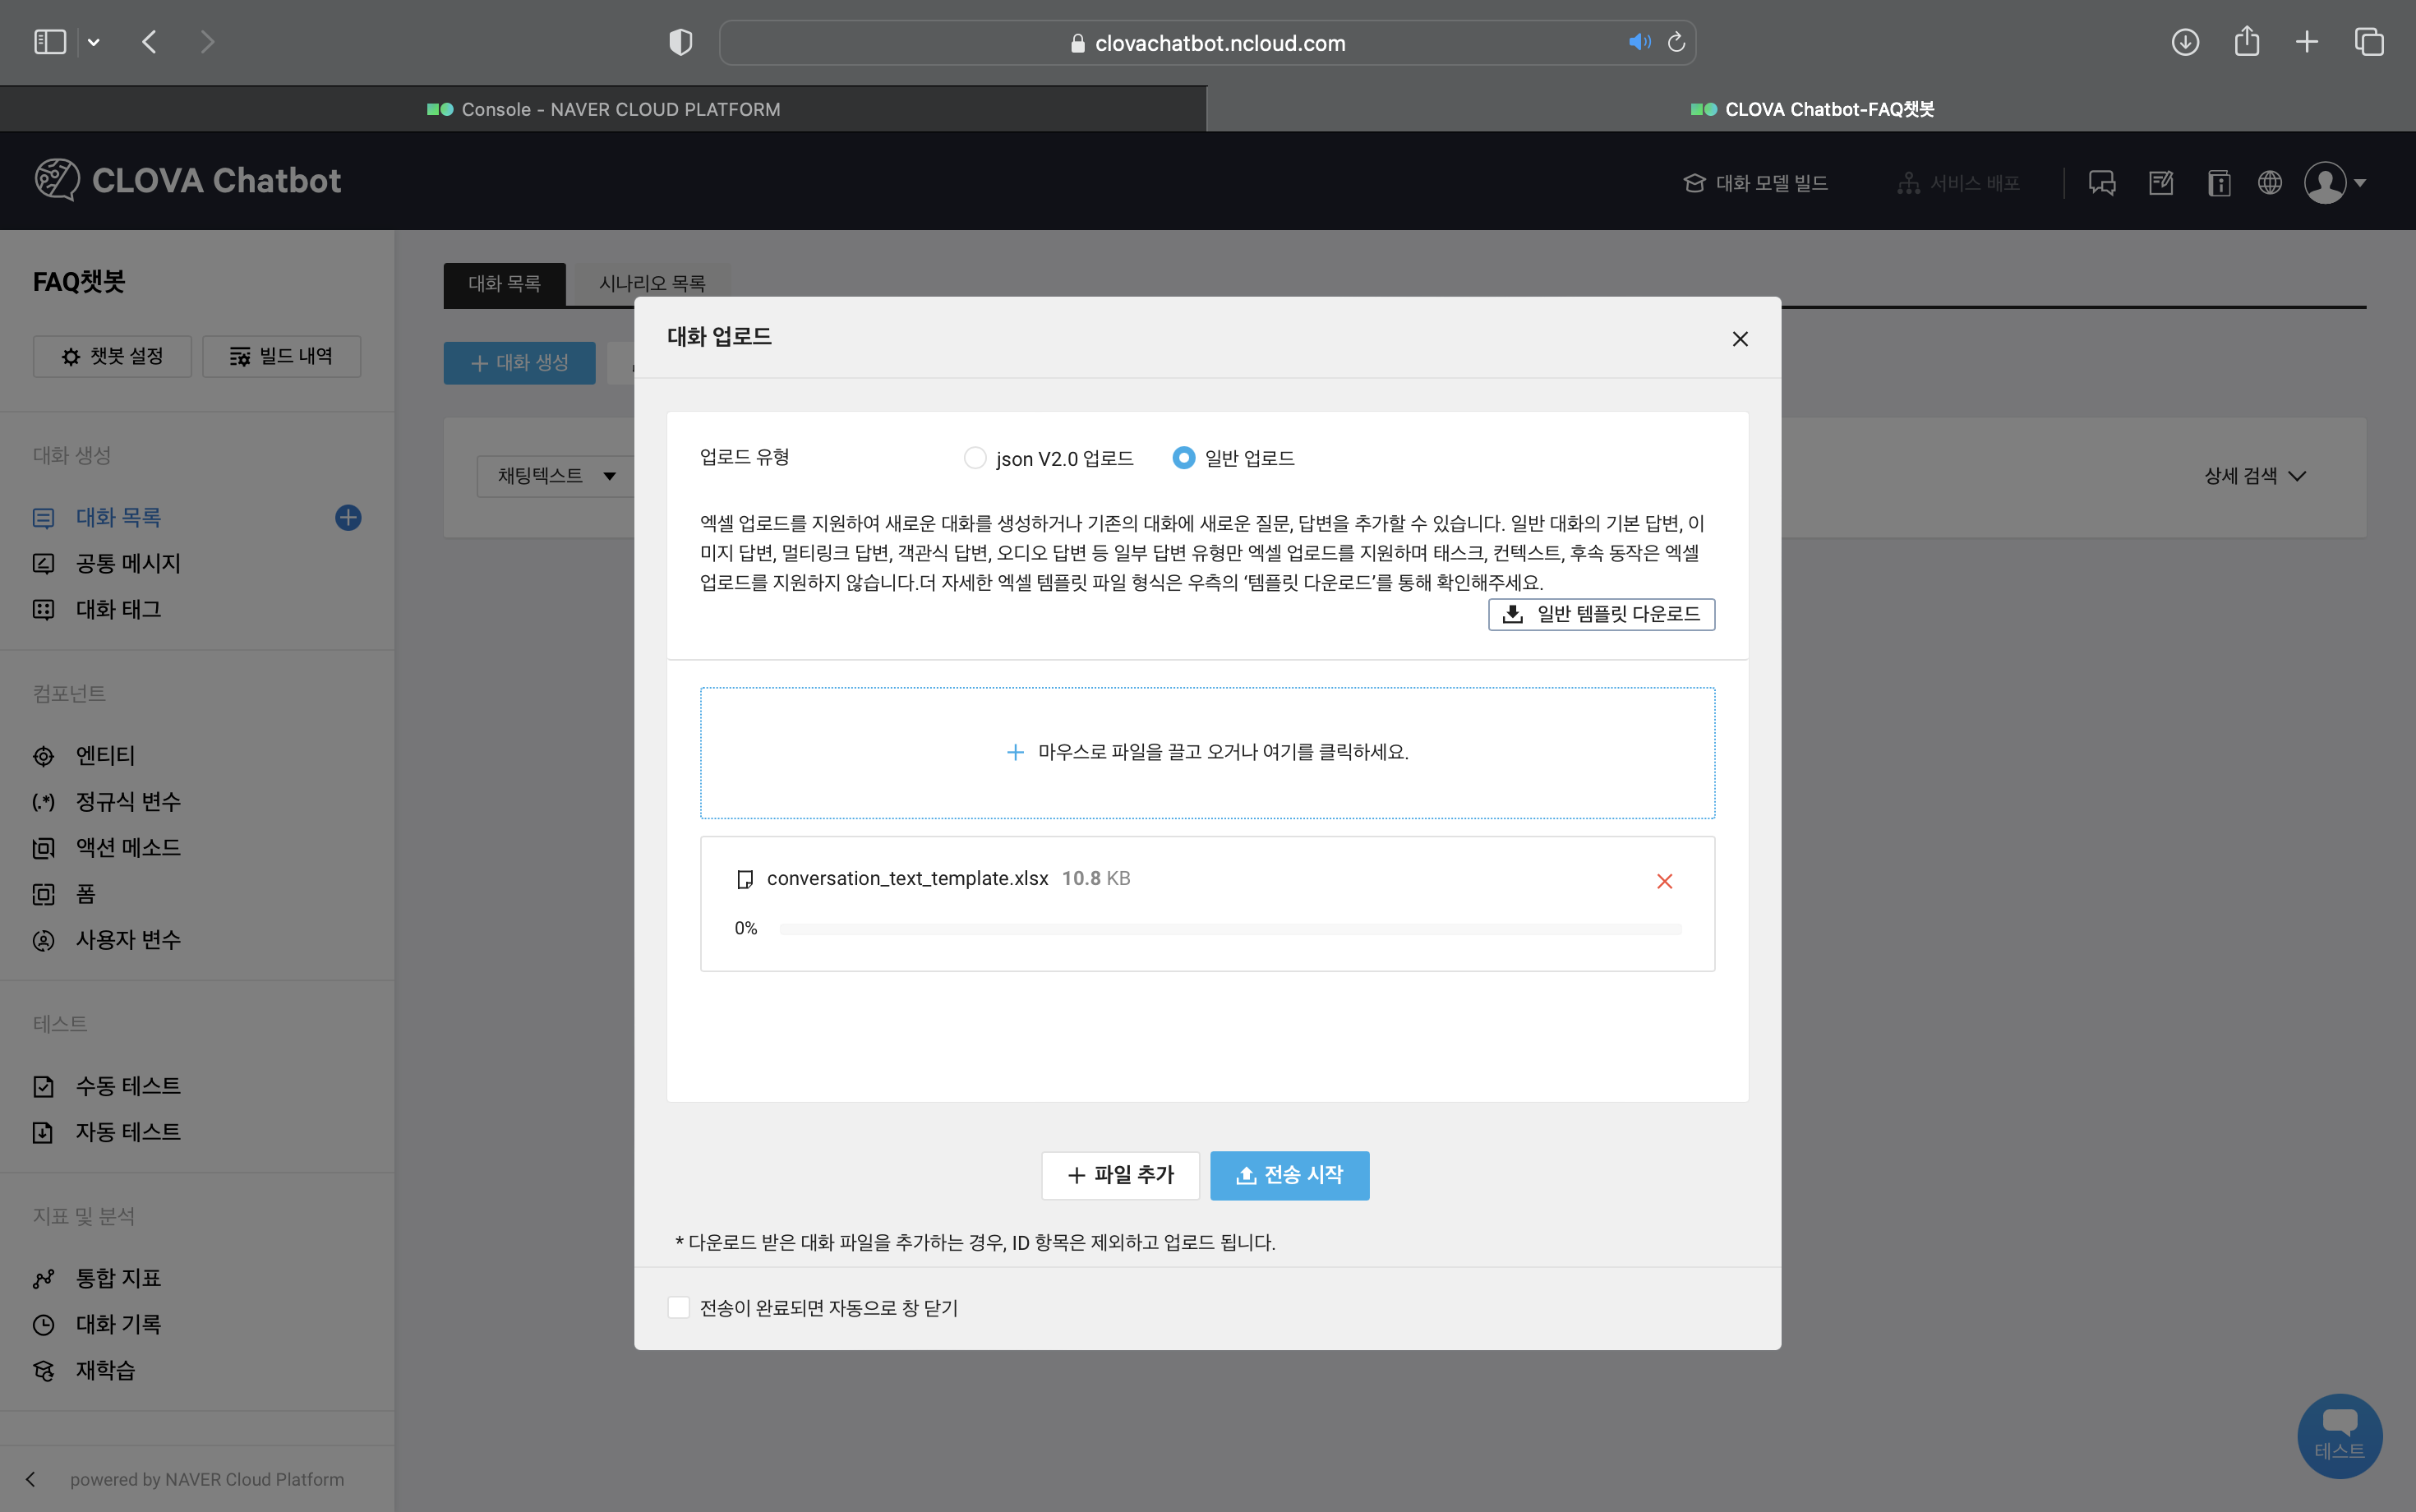 clovachatbot.ncloud.com
Console - NAVER CLOUD PLATFORM
CLOVA Chatbot-FAQ챗봇
CLOVA Chatbot
대화 모델 빌드
서비스 배포
FAQ챗봇
챗봇 설정
빌드 내역
대화 생성
대화 목록
공통 메시지
대화 태그
컴포넌트
엔티티
정규식 변수
액션 메소드
폼
사용자 변수
테스트
수동 테스트
자동 테스트
지표 및 분석
통합 지표
대화 기록
재학습
powered by NAVER Cloud Platform
대화 목록
시나리오 목록
대화 생성
채팅텍스트
상세 검색
대화 업로드
업로드 유형
json V2.0 업로드
일반 업로드
엑셀 업로드를 지원하여 새로운 대화를 생성하거나 기존의 대화에 새로운 질문, 답변을 추가할 수 있습니다. 일반 대화의 기본 답변, 이
미지 답변, 멀티링크 답변, 객관식 답변, 오디오 답변 등 일부 답변 유형만 엑셀 업로드를 지원하며 태스크, 컨텍스트, 후속 동작은 엑셀
업로드를 지원하지 않습니다.더 자세한 엑셀 템플릿 파일 형식은 우측의 ‘템플릿 다운로드’를 통해 확인해주세요.
일반 템플릿 다운로드
마우스로 파일을 끌고 오거나 여기를 클릭하세요.
conversation_text_template.xlsx 10.8 KB
0%
파일 추가
전송 시작
* 다운로드 받은 대화 파일을 추가하는 경우, ID 항목은 제외하고 업로드 됩니다.
전송이 완료되면 자동으로 창 닫기
테스트